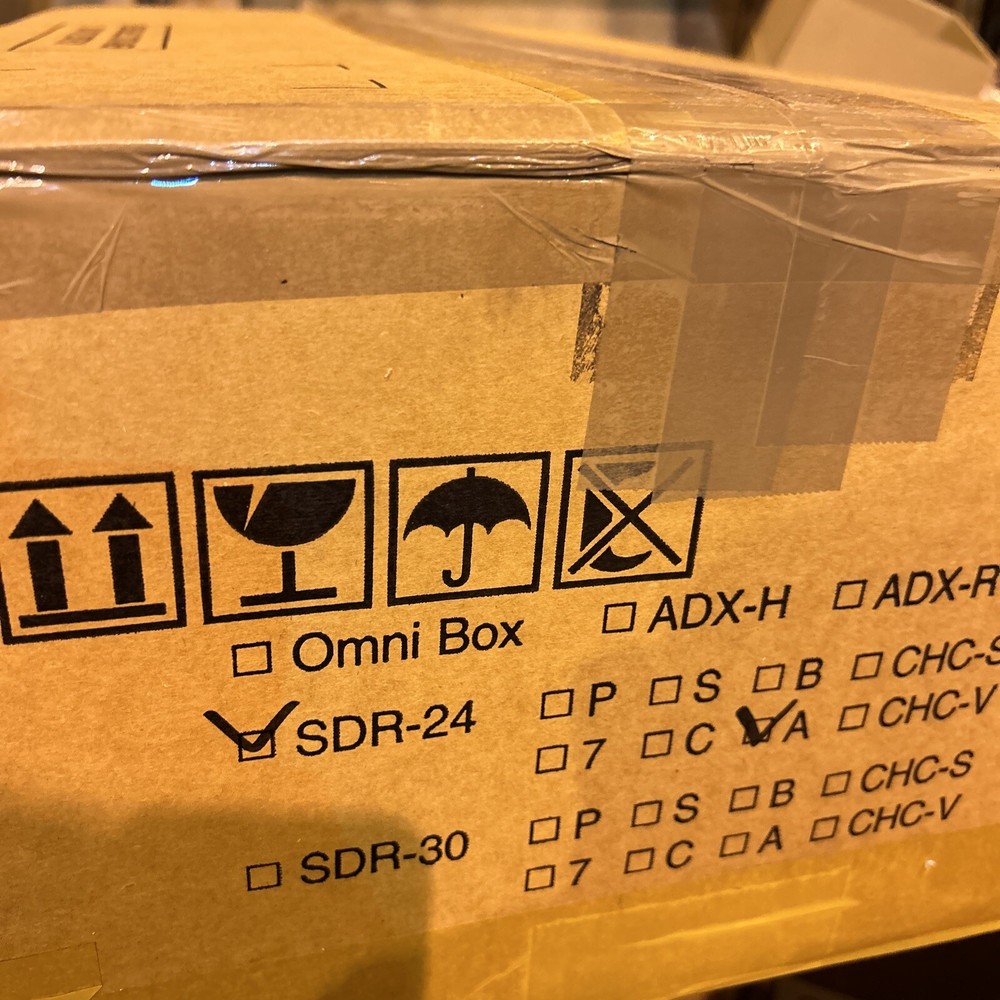 ☐ Omni Box ☐ ADX-H ☐ ADX-R
☑ SDR-24 ☐ P ☐ S ☐ B ☐ CHC-S
☐ 7 ☐ C ☑ A ☐ CHC-V
☐ SDR-30 ☐ P ☐ S ☐ B ☐ CHC-S
☐ 7 ☐ C ☐ A ☐ CHC-V